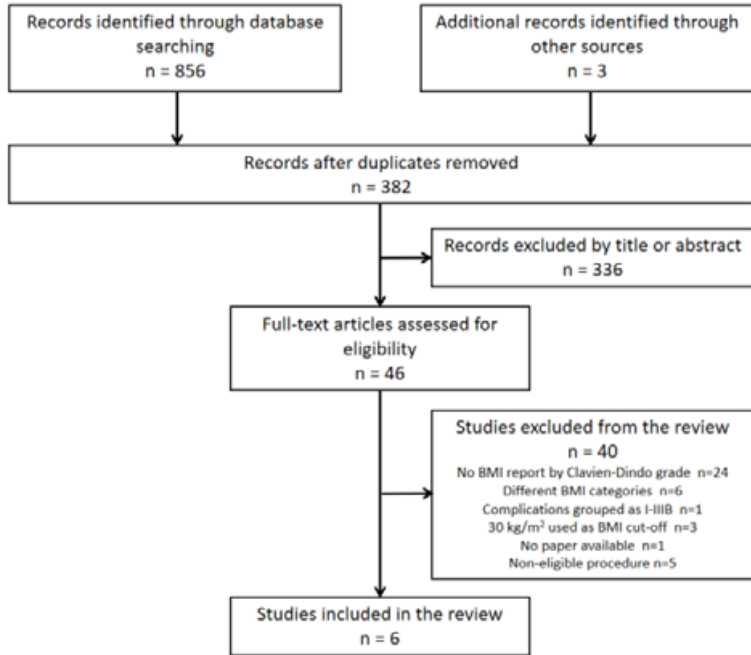 Records identified through database
searching
n = 856
Additional records identified through
other sources
n = 3
Records after duplicates removed
n = 382
Records excluded by title or abstract
n = 336
Full-text articles assessed for
eligibility
n = 46
Studies excluded from the review
n = 40
No BMI report by Clavien-Dindo grade n=24
Different BMI categories n=6
Complications grouped as I-IIIB n=1
30 kg/m² used as BMI cut-off n=3
No paper available n=1
Non-eligible procedure n=5
Studies included in the review
n = 6